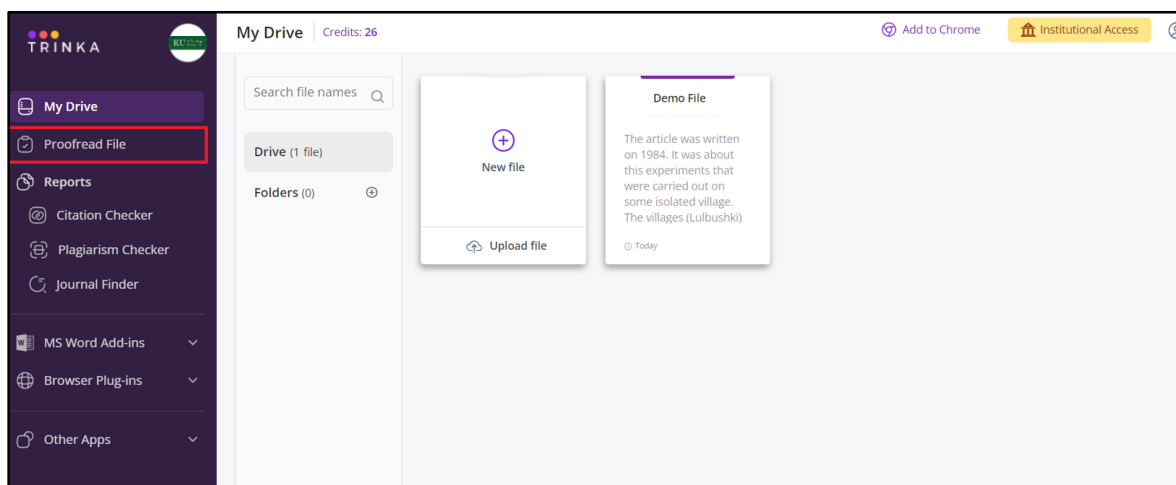 TRINKA
KU
My Drive
Proofread File
Reports
Citation Checker
Plagiarism Checker
Journal Finder
MS Word Add-ins
Browser Plug-ins
Other Apps
My Drive Credits: 26
Add to Chrome
Institutional Access
Search file names
Drive (1 file)
Folders (0)
New file
Upload file
Demo File
The article was written
on 1984. It was about
this experiments that
were carried out on
some isolated village.
The villages (Lulbushki)
Today